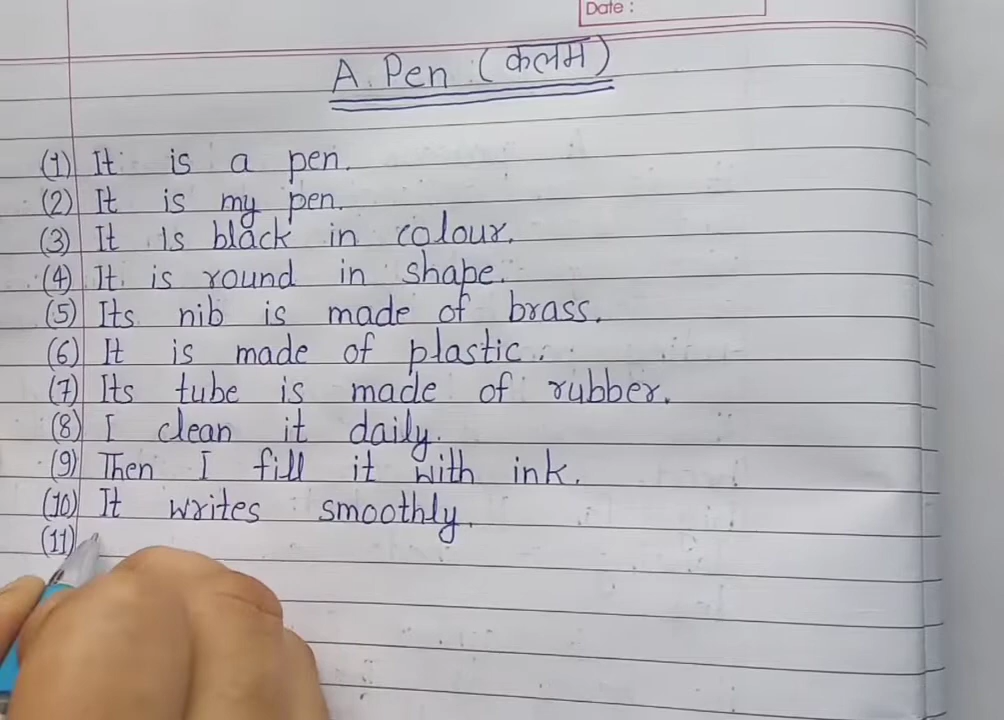 Date :
A Pen (कलम)
(1) It is a pen.
(2) It is my pen.
(3) It is black in colour.
(4) It is round in shape.
(5) Its nib is made of brass.
(6) It is made of plastic.
(7) Its tube is made of rubber.
(8) I clean it daily.
(9) Then I fill it with ink.
(10) It writes smoothly.
(11)